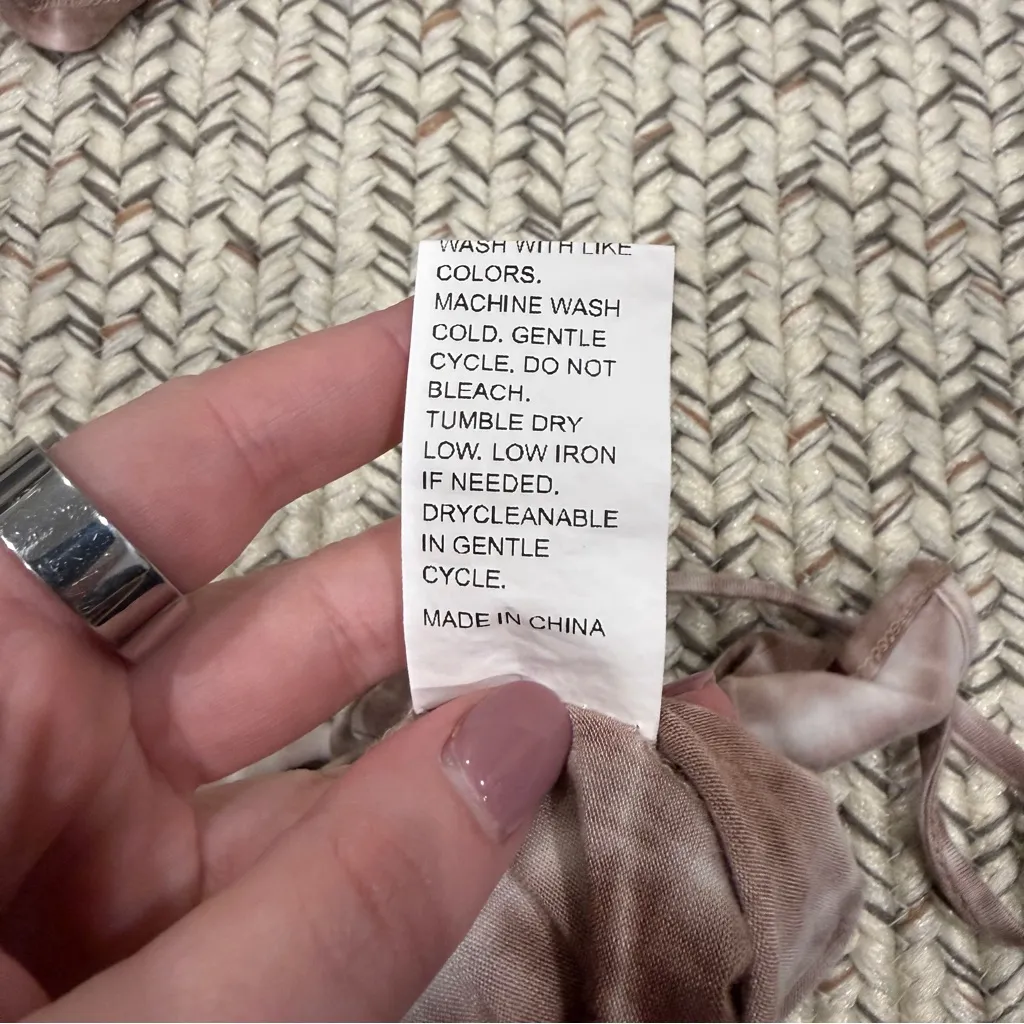 WASH WITH LIKE
COLORS.
MACHINE WASH
COLD. GENTLE
CYCLE. DO NOT
BLEACH.
TUMBLE DRY
LOW. LOW IRON
IF NEEDED.
DRYCLEANABLE
IN GENTLE
CYCLE.
MADE IN CHINA